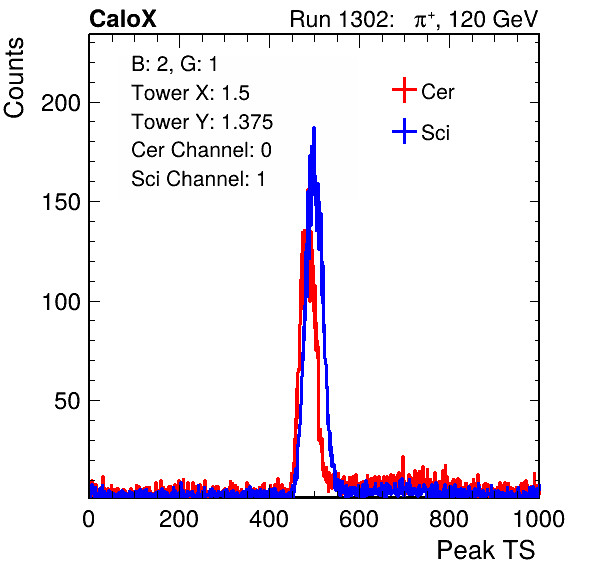 CaloX Run 1302: π⁺, 120 GeV
Counts
B: 2, G: 1
Tower X: 1.5
Tower Y: 1.375
Cer Channel: 0
Sci Channel: 1
Cer
Sci
200
150
100
50
0 200 400 600 800 1000
Peak TS